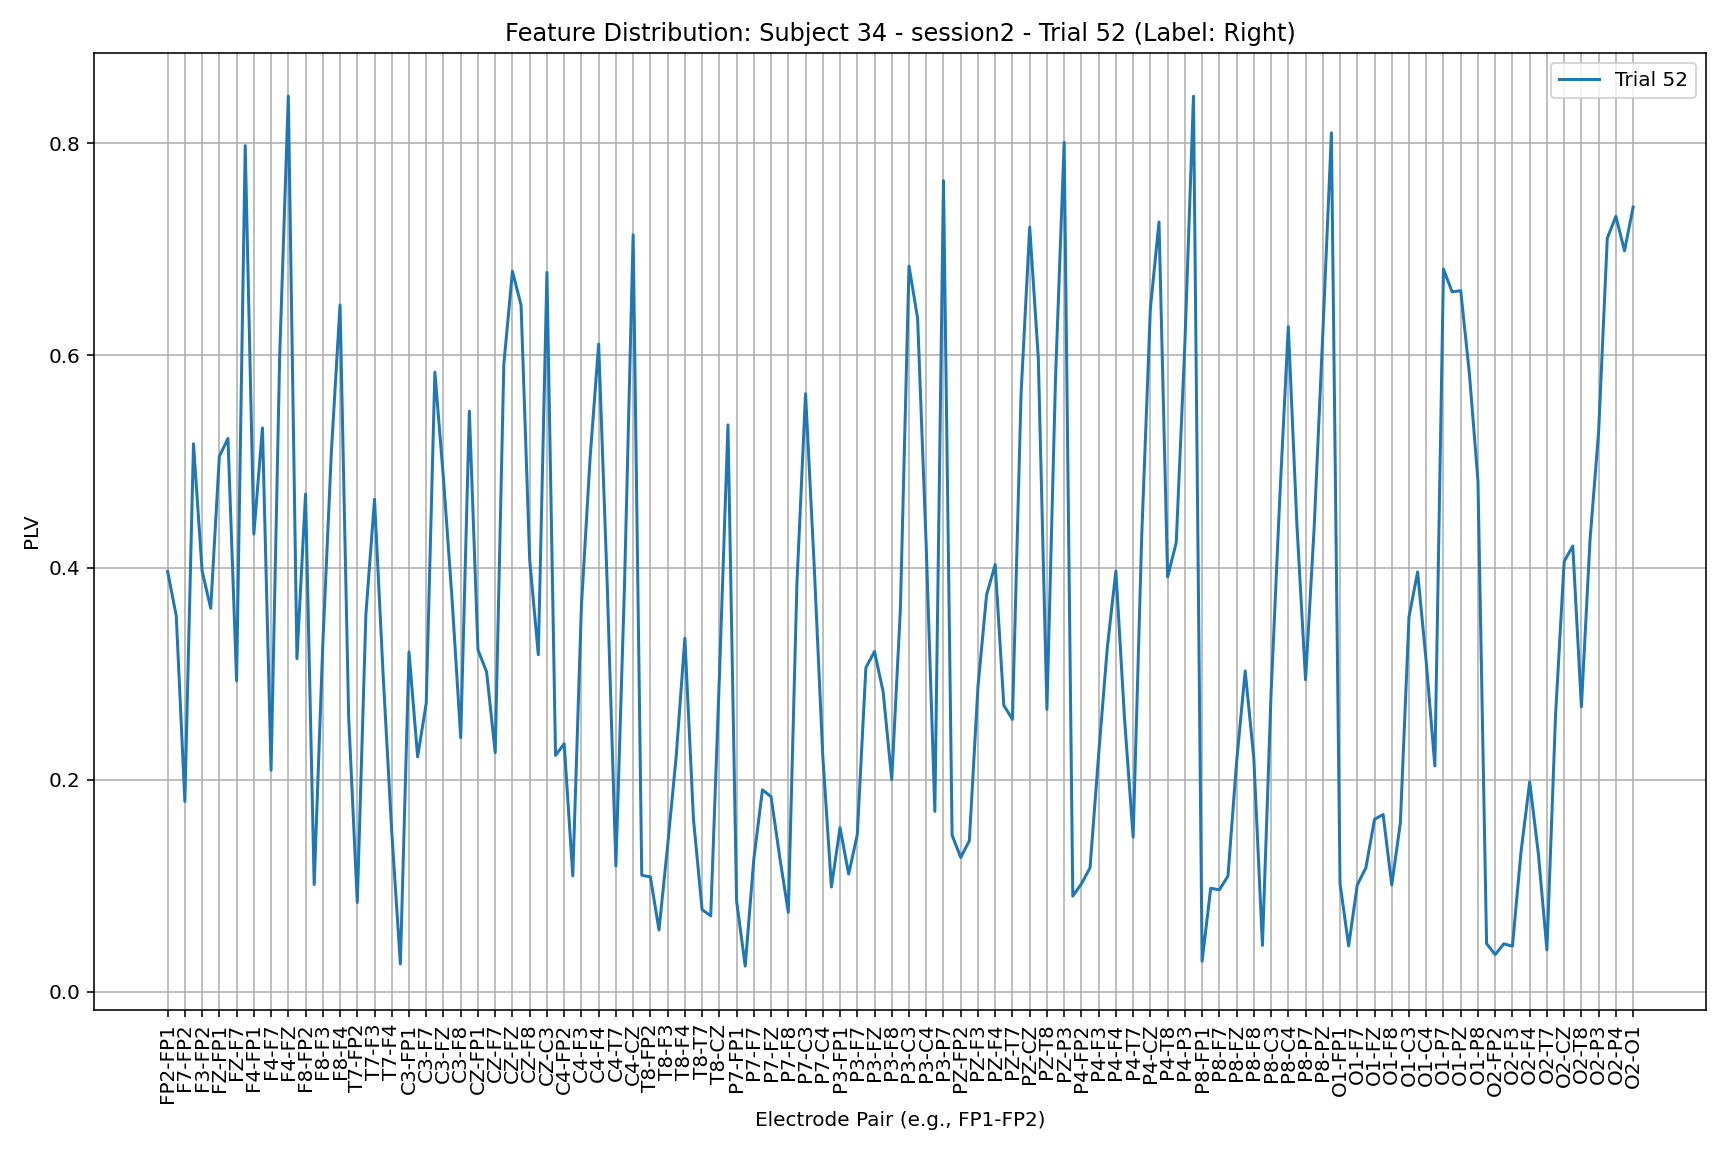 Feature Distribution: Subject 34 - session2 - Trial 52 (Label: Right)
Trial 52
PLV
0.8
0.6
0.4
0.2
0.0
FP2-FP1
F7-FP2
F3-FP2
FZ-FP1
FZ-F7
F4-FP1
F4-F7
F4-FZ
F8-FP2
F8-F3
F8-F4
T7-FP2
T7-F3
T7-F4
C3-FP1
C3-F7
C3-FZ
C3-F8
CZ-FP1
CZ-F7
CZ-FZ
CZ-F8
CZ-C3
C4-FP2
C4-F3
C4-F4
C4-T7
C4-CZ
T8-FP2
T8-F3
T8-F4
T8-T7
T8-CZ
P7-FP1
P7-F7
P7-FZ
P7-F8
P7-C3
P7-C4
P3-FP1
P3-F7
P3-FZ
P3-F8
P3-C3
P3-C4
P3-P7
PZ-FP2
PZ-F3
PZ-F4
PZ-T7
PZ-CZ
PZ-T8
PZ-P3
P4-FP2
P4-F3
P4-F4
P4-T7
P4-CZ
P4-T8
P4-P3
P8-FP1
P8-F7
P8-FZ
P8-F8
P8-C3
P8-C4
P8-P7
P8-PZ
O1-FP1
O1-F7
O1-FZ
O1-F8
O1-C3
O1-C4
O1-P7
O1-PZ
O1-P8
O2-FP2
O2-F3
O2-F4
O2-T7
O2-CZ
O2-T8
O2-P3
O2-P4
O2-O1
Electrode Pair (e.g., FP1-FP2)